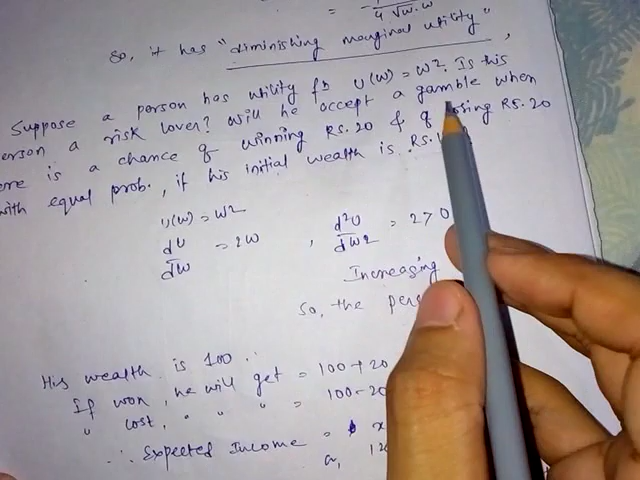 = -1
4 √w.w
So, it has "diminishing marginal utility",
Suppose a person has utility fn U(W) = W². Is this
person a risk lover? Will he accept a gamble when
there is a chance of winning RS. 20 & of losing RS. 20
with equal prob., if his initial wealth is RS.
U(W) = W²
dU/dW = 2W , d²U/dW2 = 2 > 0
Increasing
So, the
His wealth is 100
If won, he will get = 100 + 20
" lost, " " " = 100 - 20
∴ Expected Income =